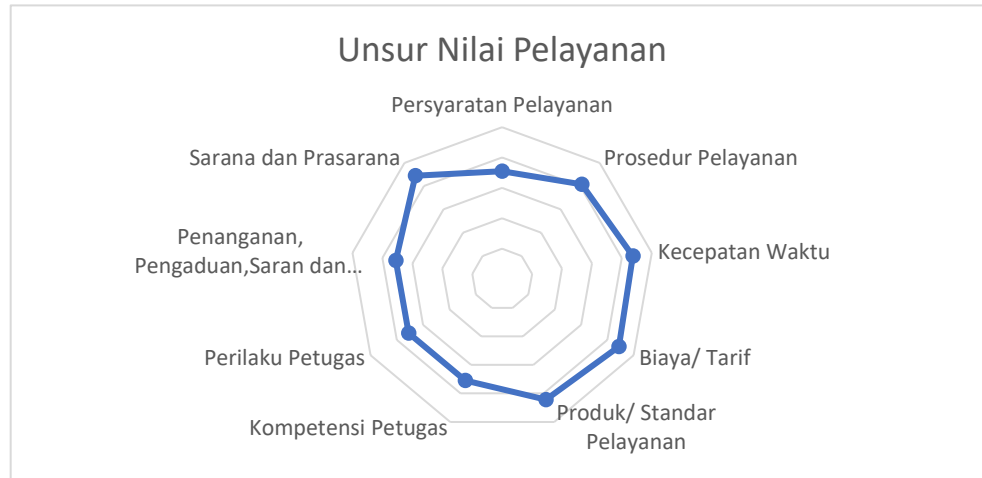 Unsur Nilai Pelayanan
Persyaratan Pelayanan
Prosedur Pelayanan
Kecepatan Waktu
Biaya/ Tarif
Produk/ Standar
Pelayanan
Kompetensi Petugas
Perilaku Petugas
Penanganan,
Pengaduan,Saran dan…
Sarana dan Prasarana